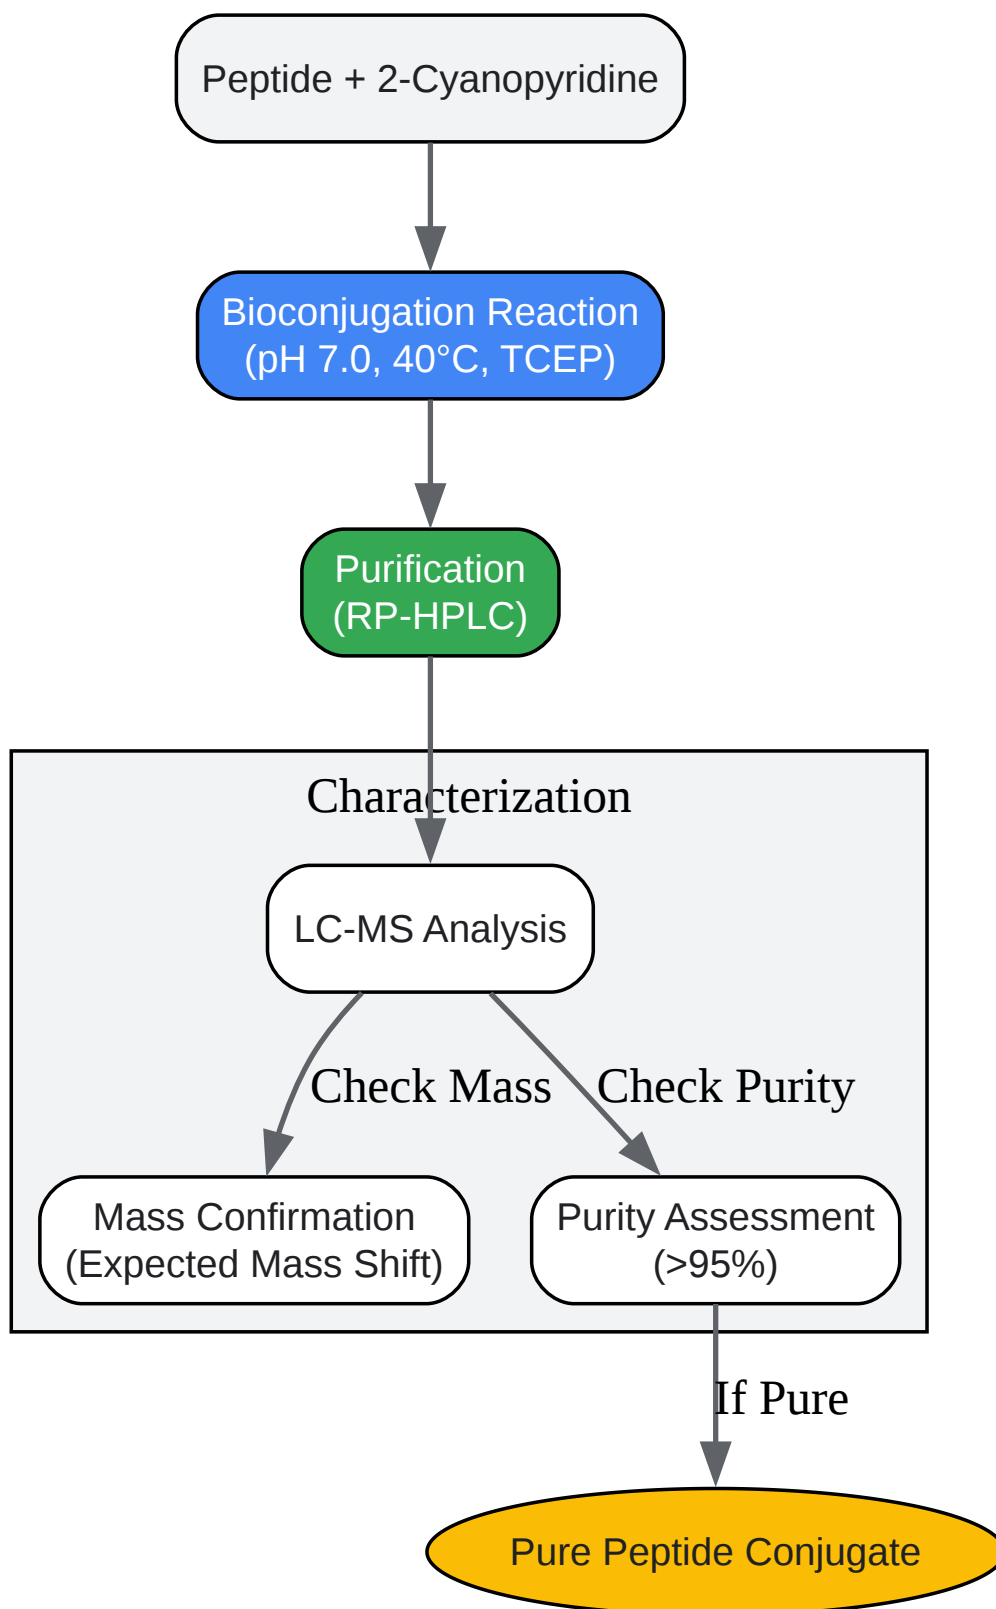 Peptide + 2-Cyanopyridine
Bioconjugation Reaction
(pH 7.0, 40°C, TCEP)
Purification
(RP-HPLC)
Characterization
LC-MS Analysis
Check Mass
Check Purity
Mass Confirmation
(Expected Mass Shift)
Purity Assessment
(>95%)
If Pure
Pure Peptide Conjugate